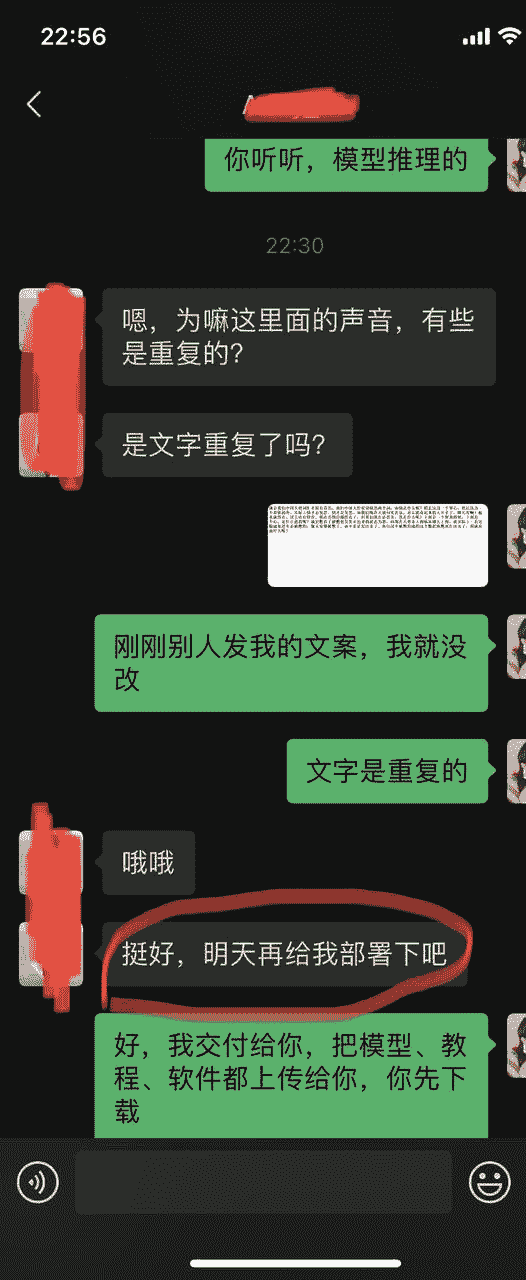 22:56
你听听，模型推理的
22:30
嗯，为嘛这里面的声音，有些
是重复的？
是文字重复了吗？
刚刚别人发我的文案，我就没
改
文字是重复的
哦哦
挺好，明天再给我部署下吧
好，我交付给你，把模型、教
程、软件都上传给你，你先下
载